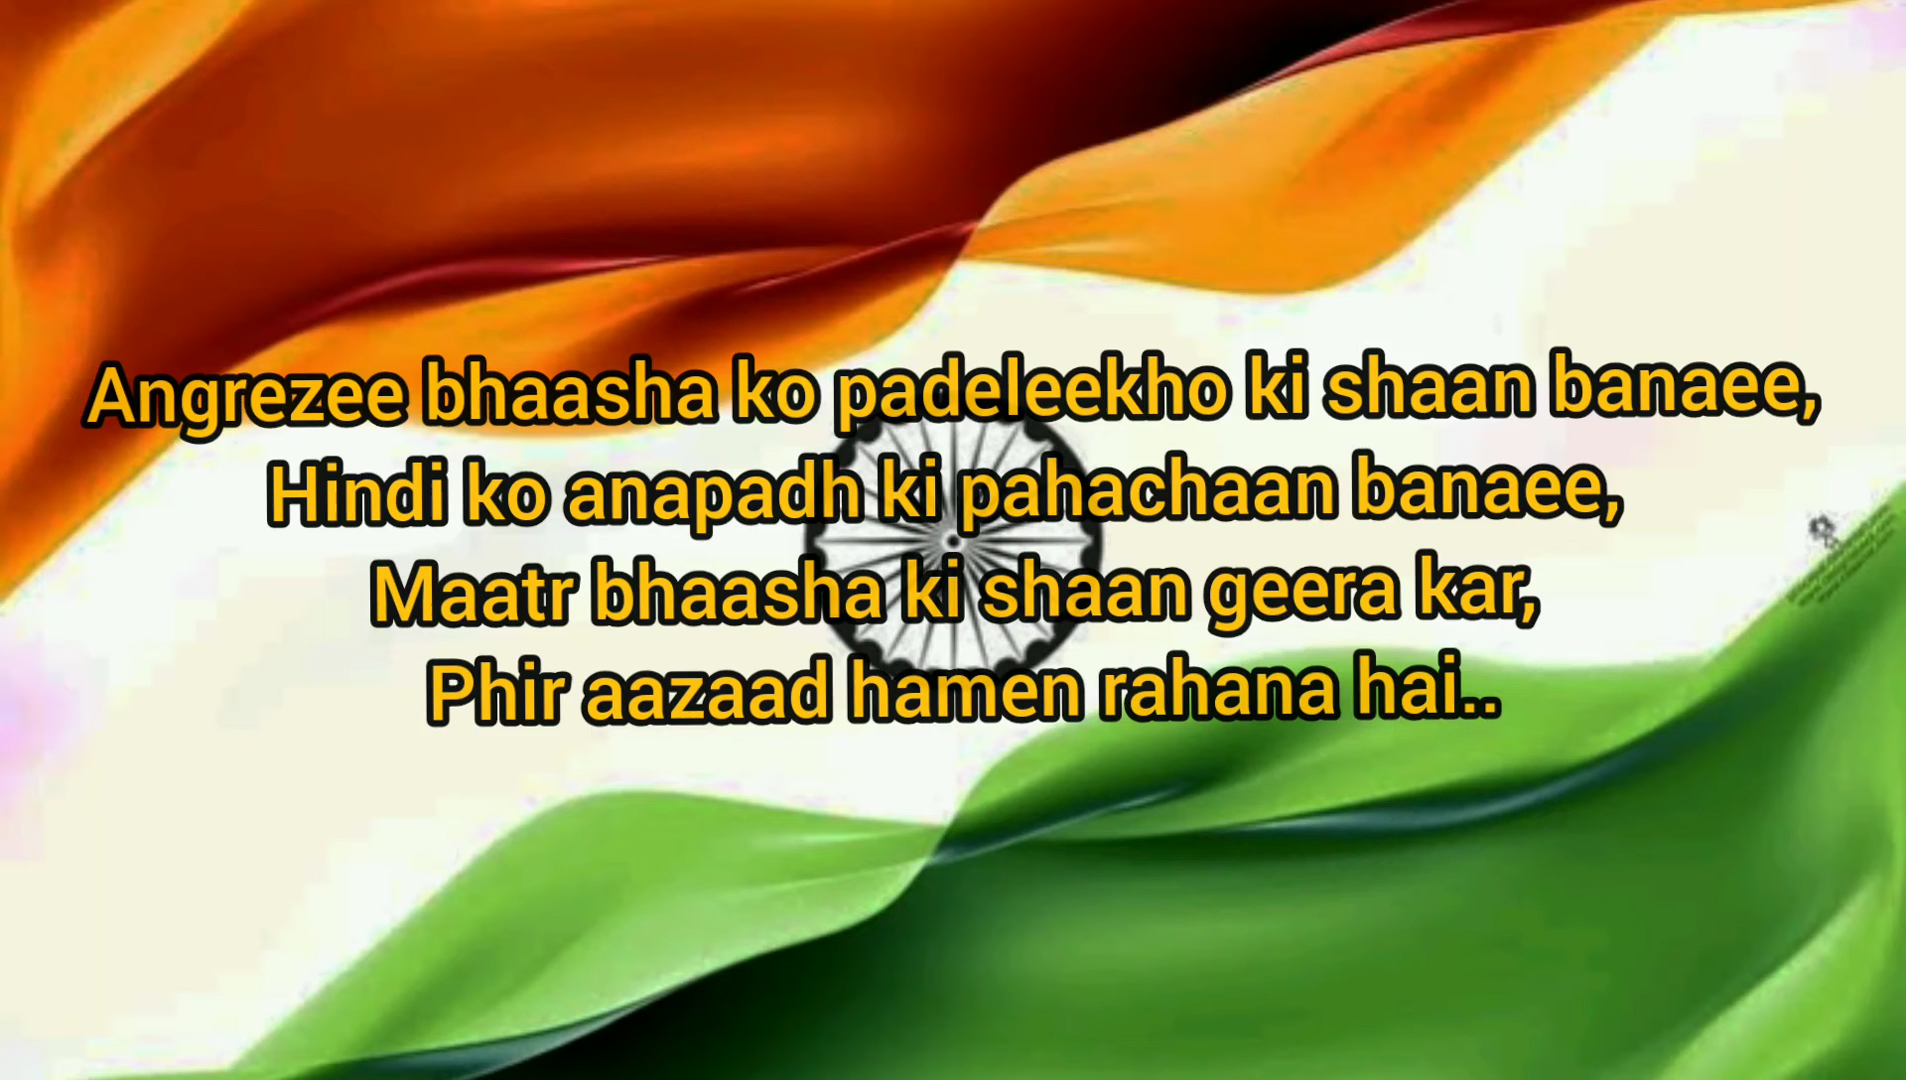 Angrezee bhaasha ko padeleekho ki shaan banaee,
Hindi ko anapadh ki pahachaan banaee,
Maatr bhaasha ki shaan geera kar,
Phir aazaad hamen rahana hai..